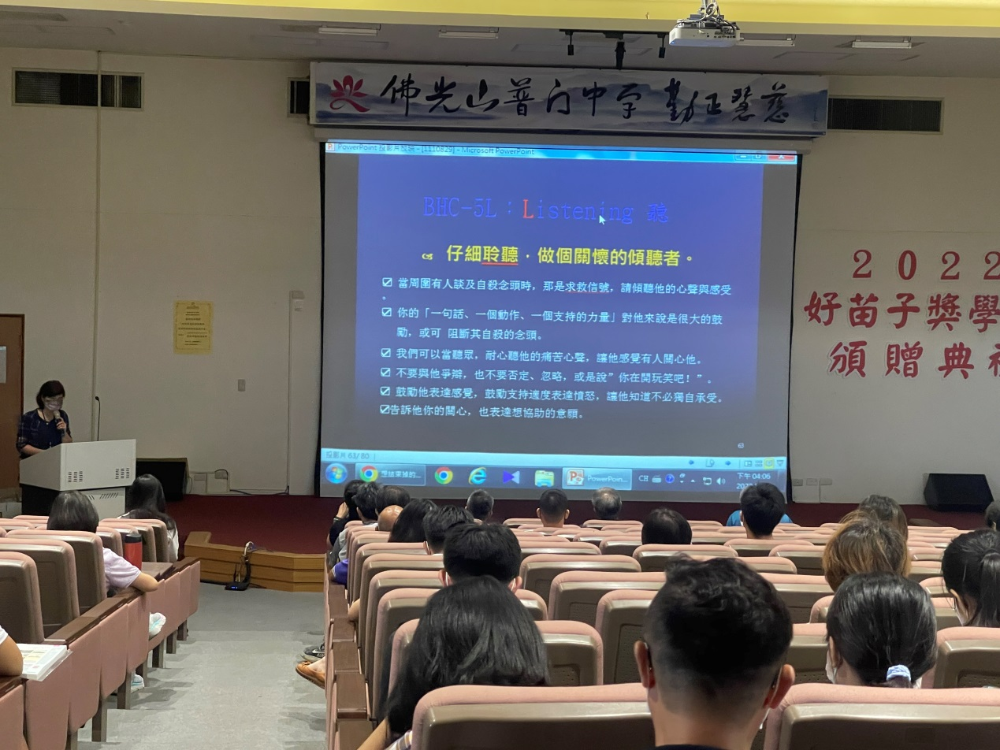 佛光山普门中学 勤正慧慈
PowerPoint 投影片放映 - [1110829] - Microsoft PowerPoint
BHC-5L：Listening 聽
仔細聆聽，做個關懷的傾聽者。
當周圍有人談及自殺念頭時，那是求救信號，請傾聽他的心聲與感受
。
你的「一句話、一個動作、一個支持的力量」對他來說是很大的鼓
勵，或可 阻斷其自殺的念頭。
我們可以當聽眾，耐心聽他的痛苦心聲，讓他感覺有人關心他。
不要與他爭辯，也不要否定、忽略，或是說”你在開玩笑吧！”。
鼓勵他表達感覺，鼓勵支持適度表達憤怒，讓他知道不必獨自承受。
告訴他你的關心，也表達想協助的意願。
63
投影片 63/80
PowerPoin...
CH
下午 04:06
2022
好苗子獎學
頒贈典